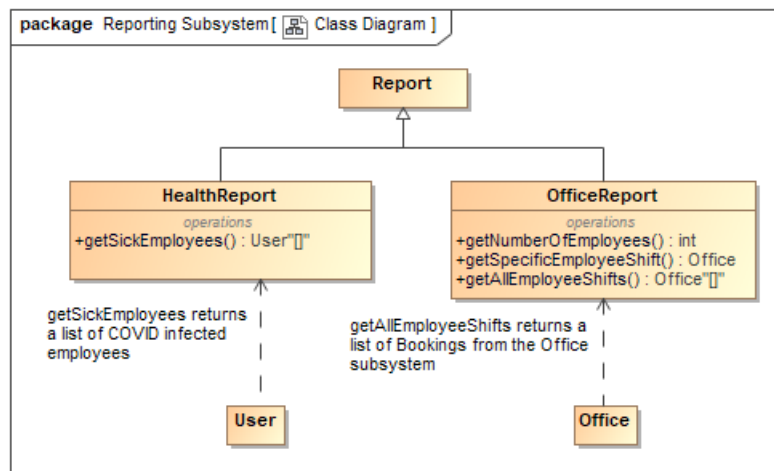 package Reporting Subsystem[ Class Diagram ]
Report
HealthReport
operations
+getSickEmployees() : User"[]"
OfficeReport
operations
+getNumberOfEmployees() : int
+getSpecificEmployeeShift() : Office
+getAllEmployeeShifts() : Office"[]"
getSickEmployees returns
a list of COVID infected
employees
getAllEmployeeShifts returns a
list of Bookings from the Office
subsystem
User
Office